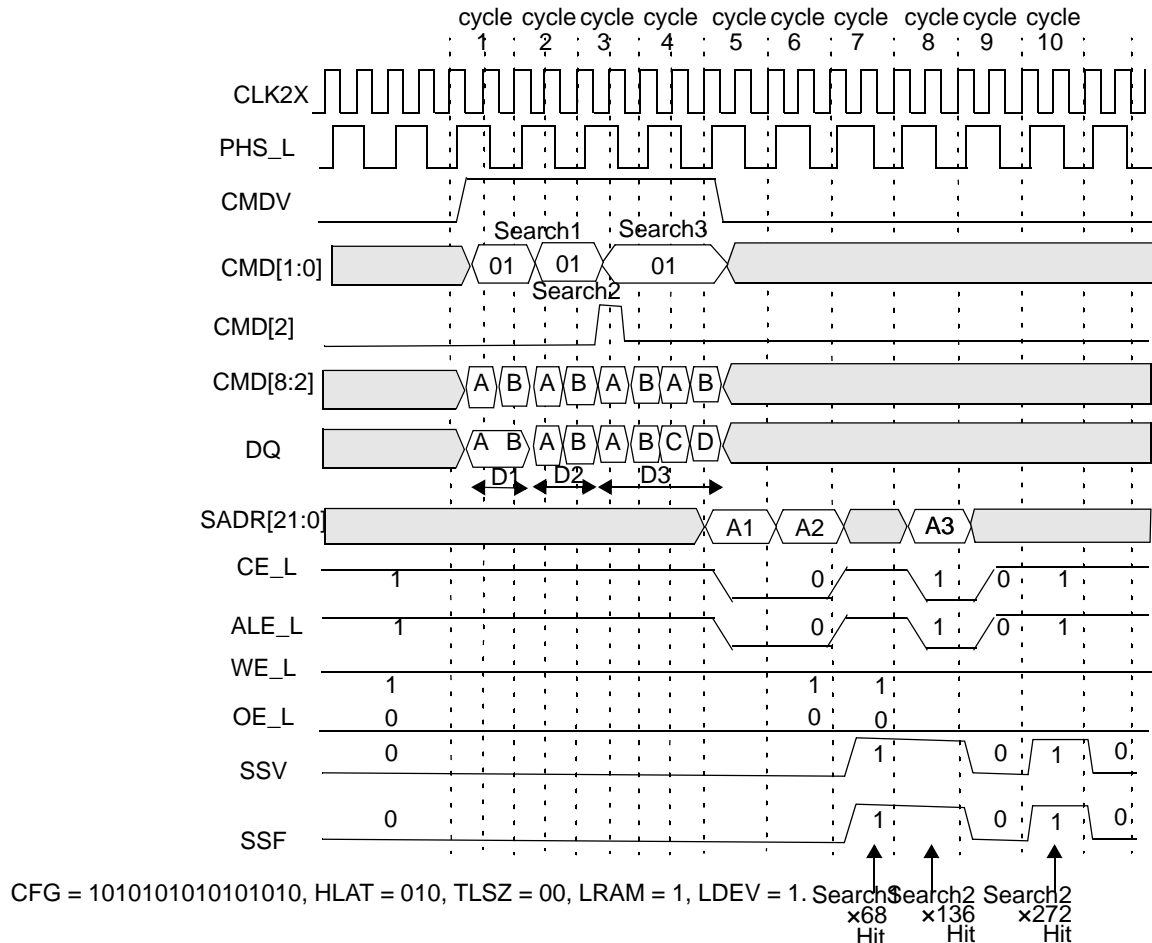 cycle cycle cycle cycle cycle cycle cycle cycle cycle cycle
1 2 3 4 5 6 7 8 9 10
CLK2X
PHS_L
CMDV
Search1 Search3
CMD[1:0] 01 01 01
Search2
CMD[2]
CMD[8:2] A B A B A B A B
DQ A B A B A B C D
D1 D2 D3
SADR[21:0] A1 A2 A3
CE_L 1 0 1 0 1
ALE_L 1 0 1 0 1
WE_L 1 1 1
OE_L 0 0 0
SSV 0 1 0 1 0
SSF 0 1 0 1 0
CFG = 1010101010101010, HLAT = 010, TLSZ = 00, LRAM = 1, LDEV = 1. Search1 Search2 Search2
×68 ×136 ×272
Hit Hit Hit